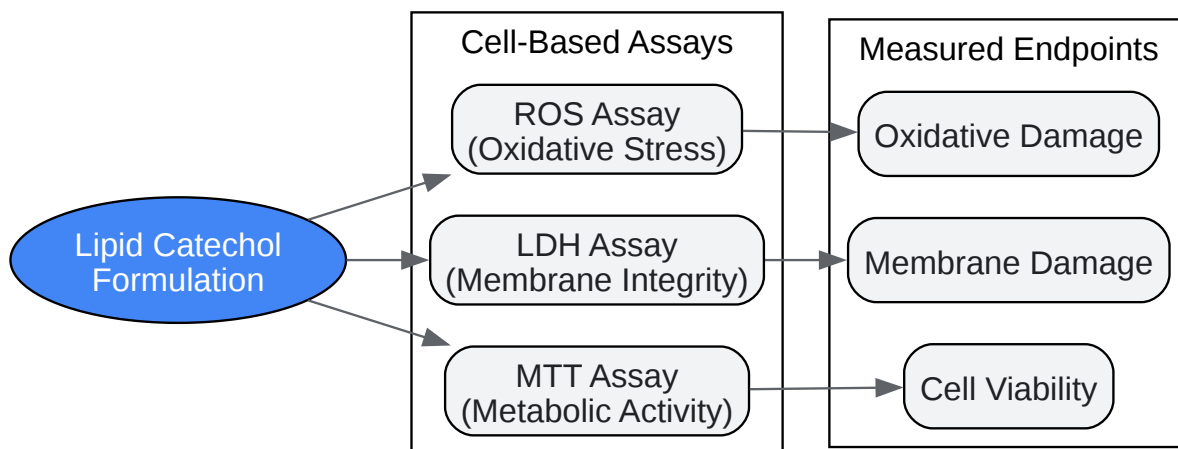 Cell-Based Assays
Measured Endpoints
ROS Assay
(Oxidative Stress)
Oxidative Damage
Lipid Catechol
Formulation
LDH Assay
(Membrane Integrity)
Membrane Damage
MTT Assay
(Metabolic Activity)
Cell Viability